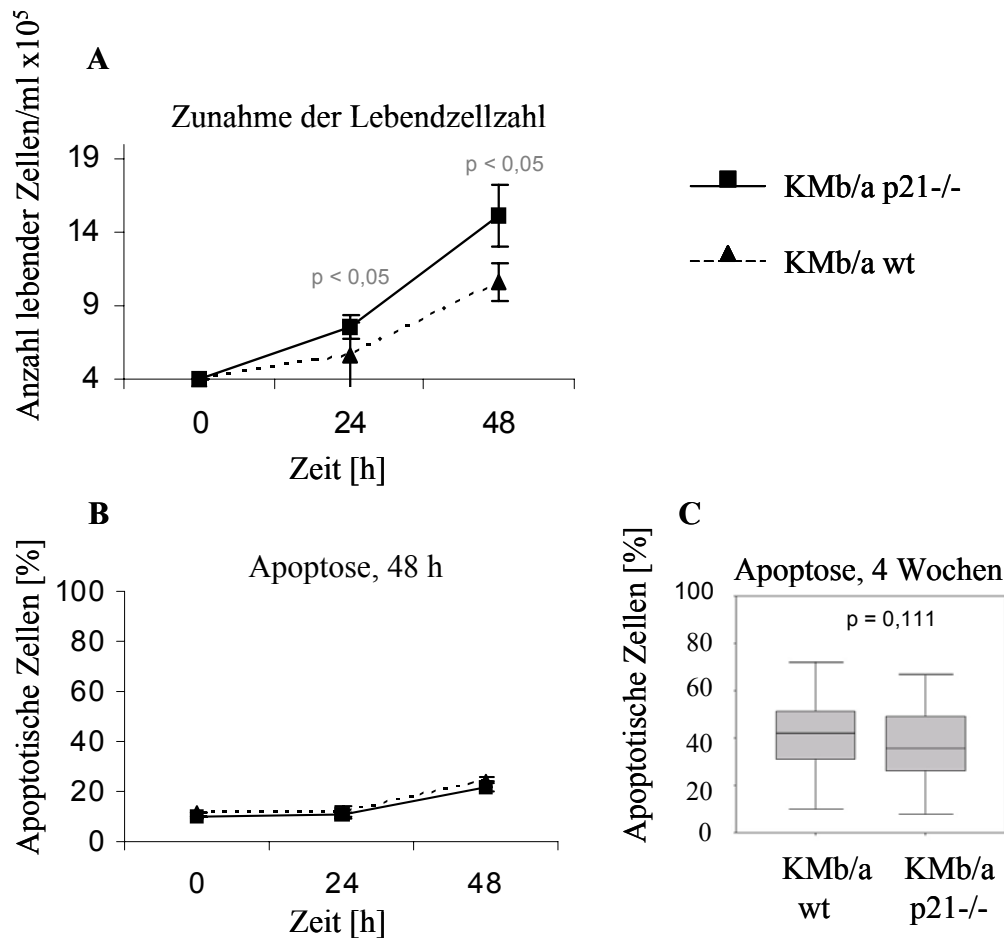 A
Zunahme der Lebendzellzahl
Anzahl lebender Zellen/ml x10⁵
19
14
9
4
p < 0,05
p < 0,05
0 24 48
Zeit [h]
KMb/a p21-/-
KMb/a wt
B
Apoptose, 48 h
Apoptotische Zellen [%]
100
80
60
40
20
0
0 24 48
Zeit [h]
C
Apoptose, 4 Wochen
Apoptotische Zellen [%]
100
80
60
40
20
0
p = 0,111
KMb/a
wt
KMb/a
p21-/-